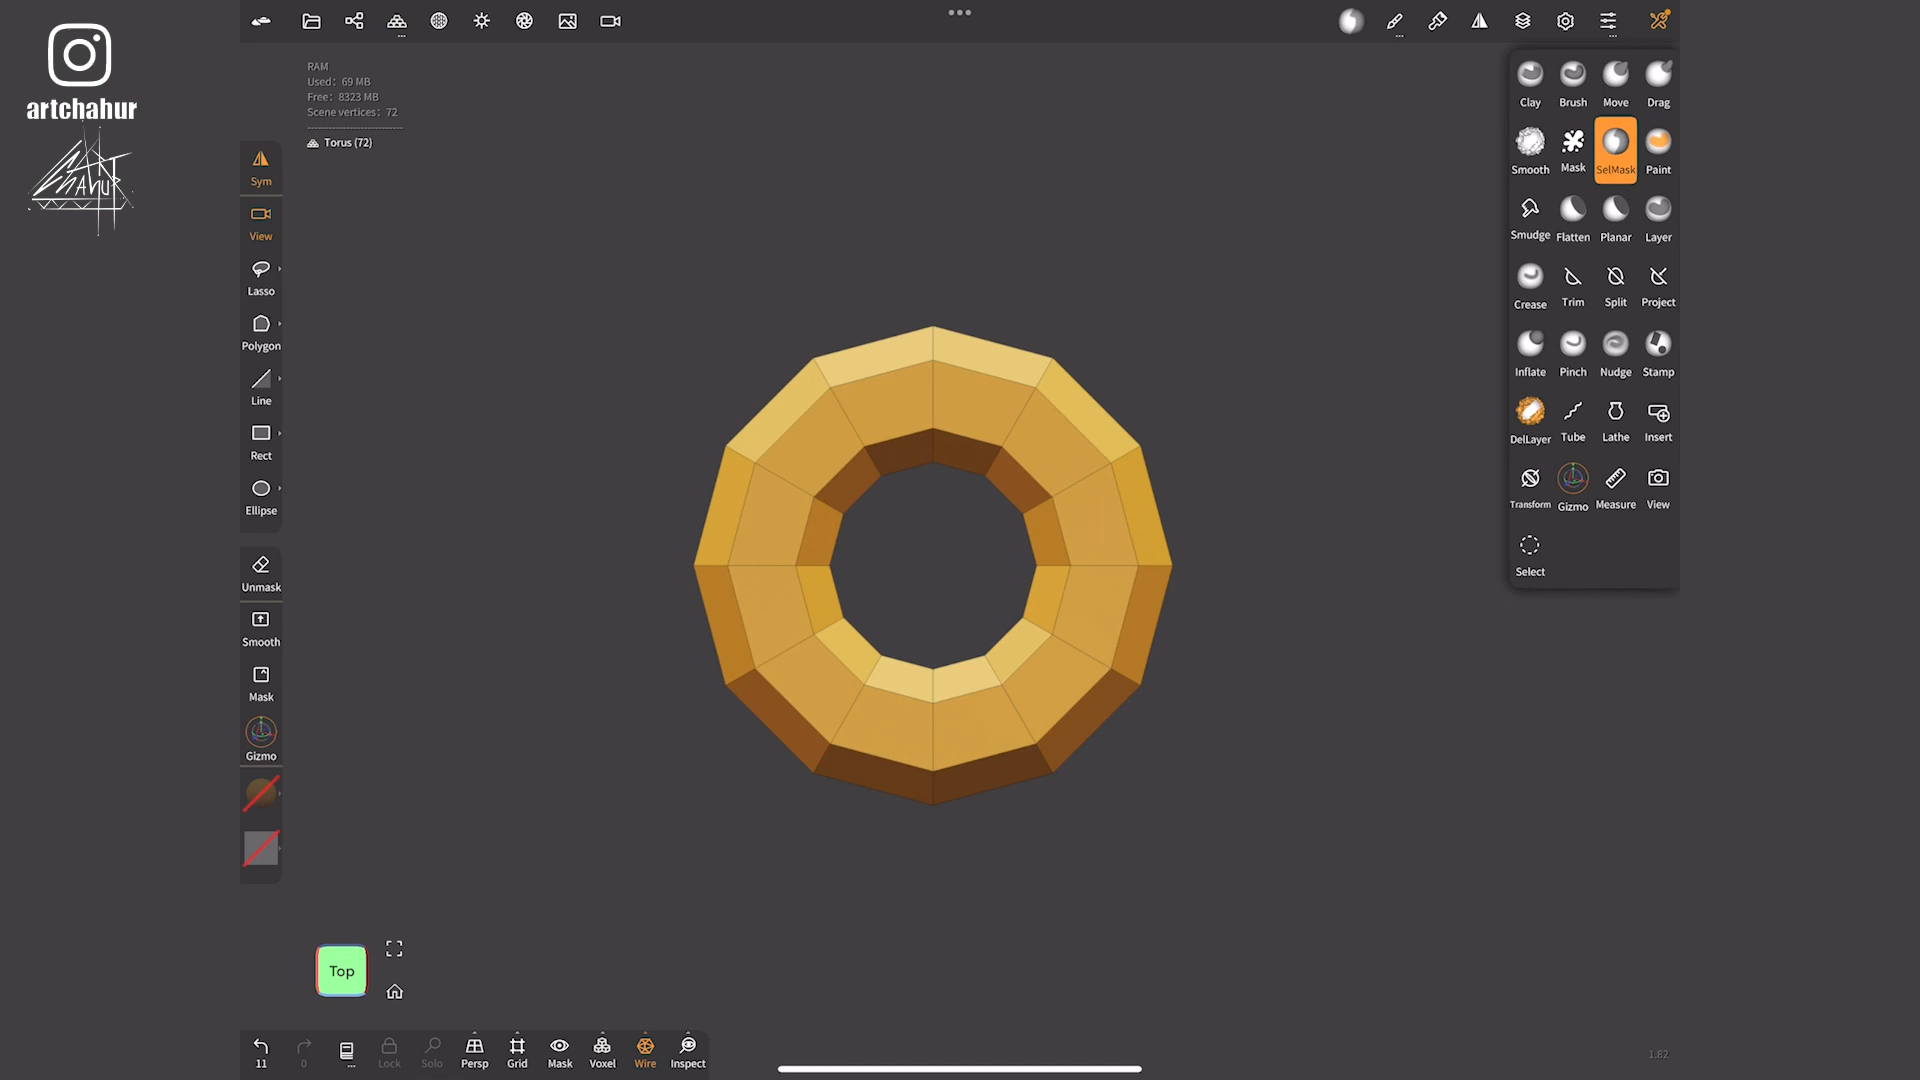 artchahur
RAM
Used: 69 MB
Free: 8323 MB
Scene vertices: 72
Torus (72)
Sym
View
Lasso
Polygon
Line
Rect
Ellipse
Unmask
Smooth
Mask
Gizmo
Clay Brush Move Drag
Smooth Mask SelMask Paint
Smudge Flatten Planar Layer
Crease Trim Split Project
Inflate Pinch Nudge Stamp
DelLayer Tube Lathe Insert
Transform Gizmo Measure View
Select
Top
11 0 Lock Solo Persp Grid Mask Voxel Wire Inspect
1.82